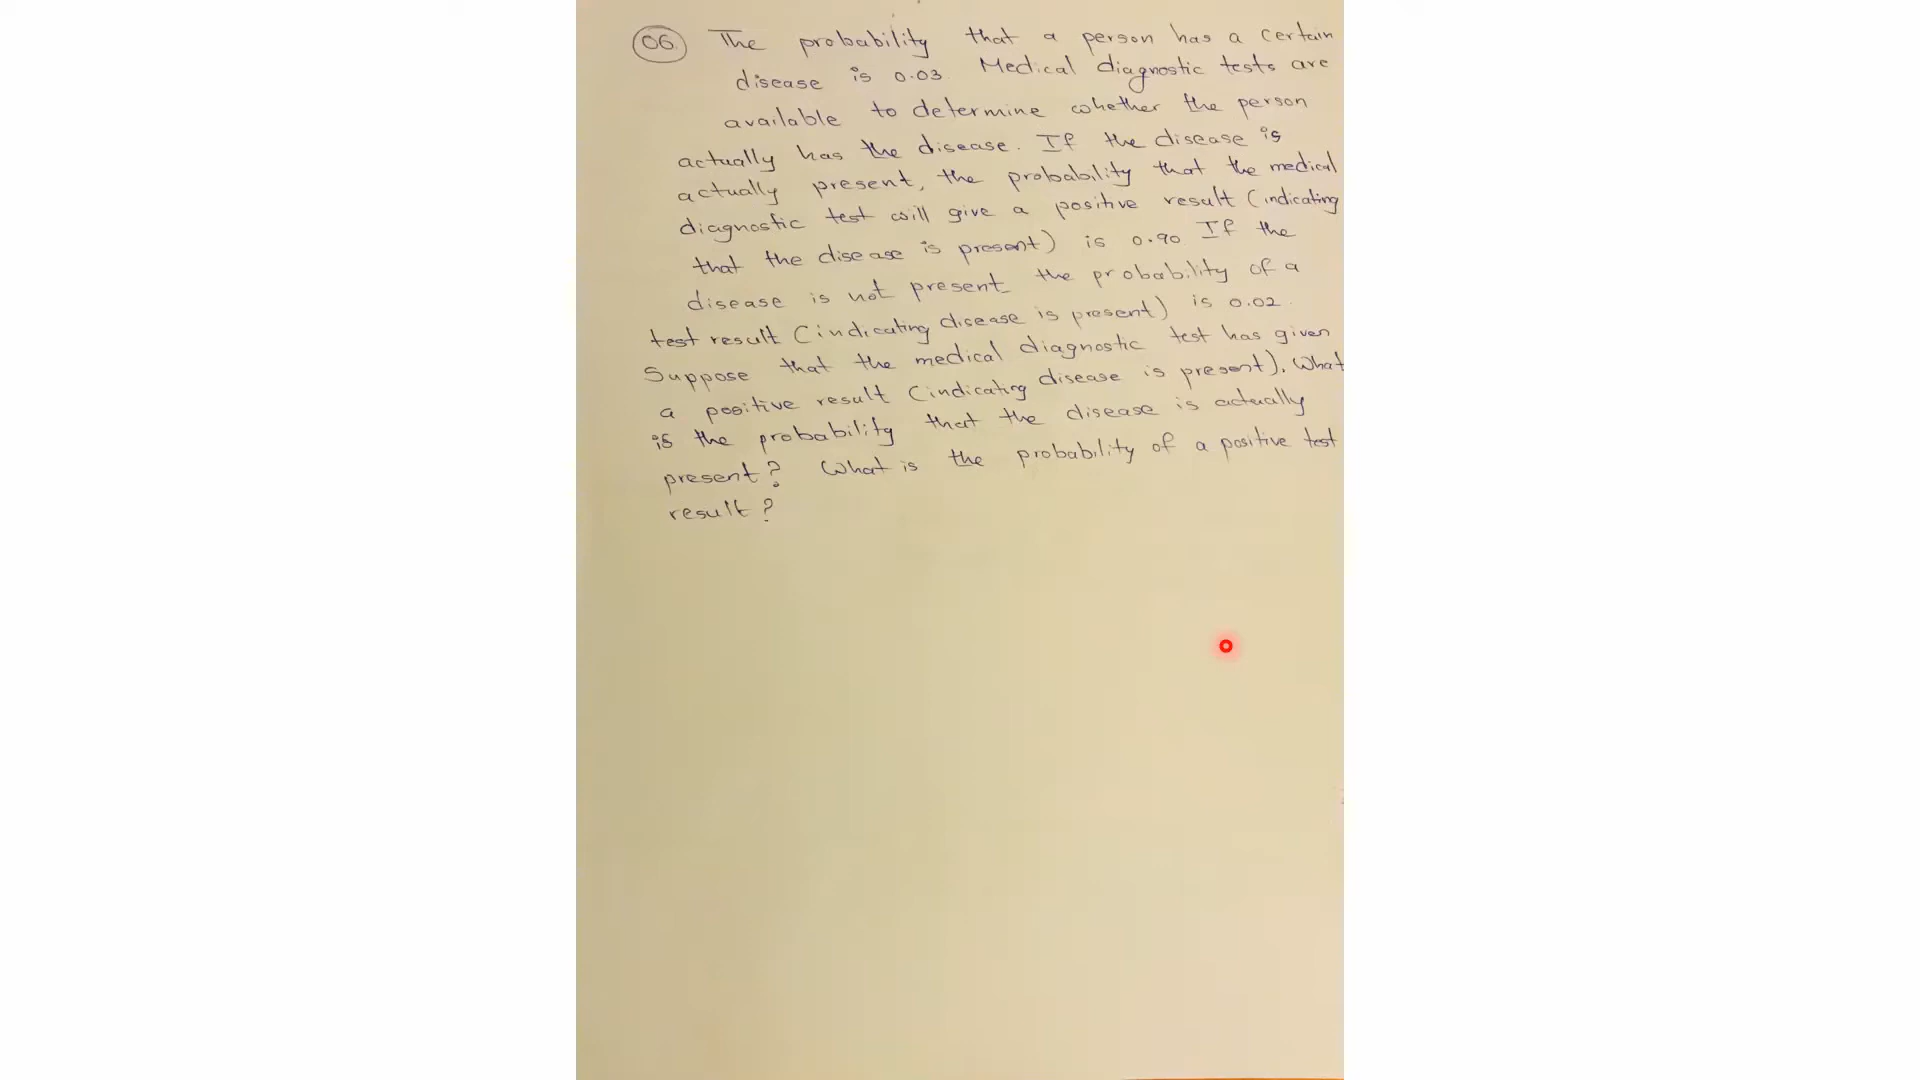 06. The probability that a person has a certain
disease is 0.03. Medical diagnostic tests are
available to determine whether the person
actually has the disease. If the disease is
actually present, the probability that the medical
diagnostic test will give a positive result (indicating
that the disease is present) is 0.90 If the
disease is not present the probability of a
test result (indicating disease is present) is 0.02.
Suppose that the medical diagnostic test has given
a positive result (indicating disease is present). What
is the probability that the disease is actually
present? What is the probability of a positive test
result?